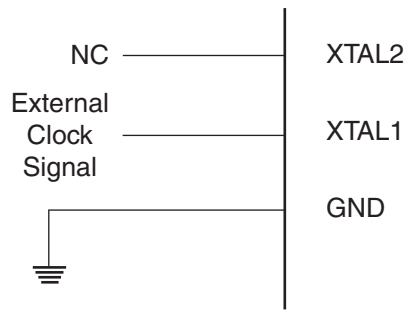 NC
XTAL2
External
Clock
Signal
XTAL1
GND